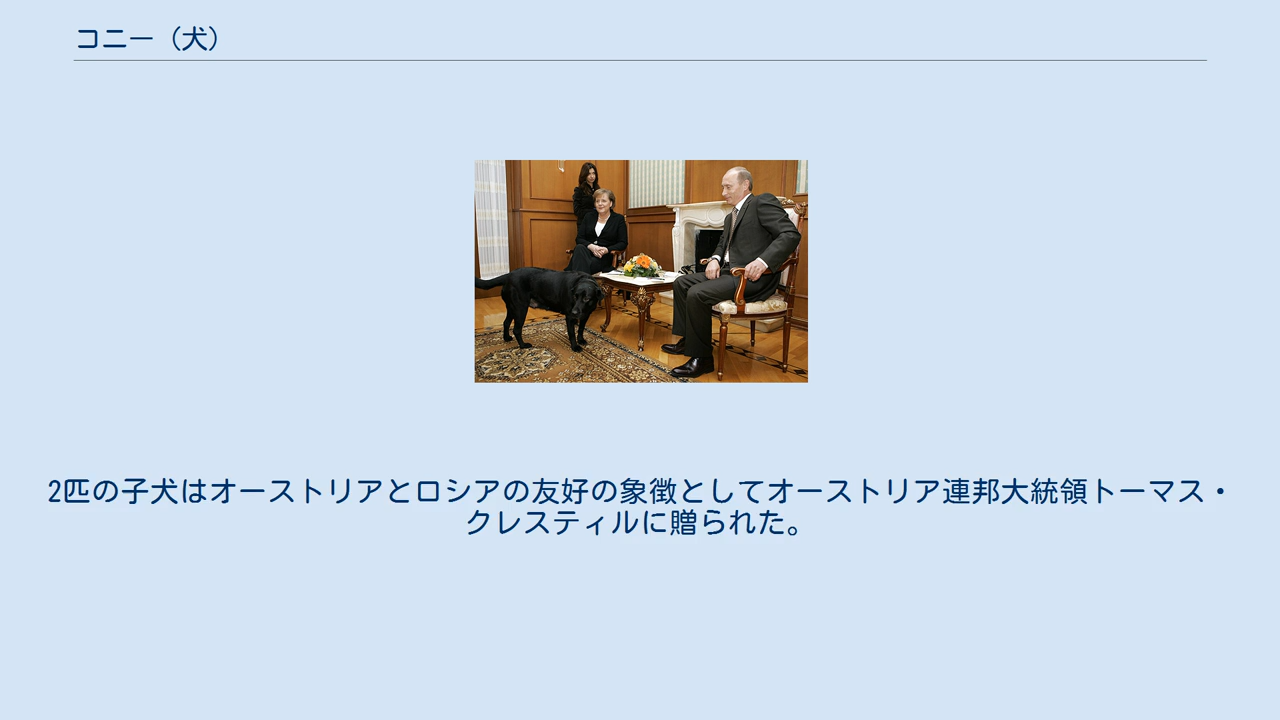 コニー（犬）
2匹の子犬はオーストリアとロシアの友好の象徴としてオーストリア連邦大統領トーマス・
クレスティルに贈られた。